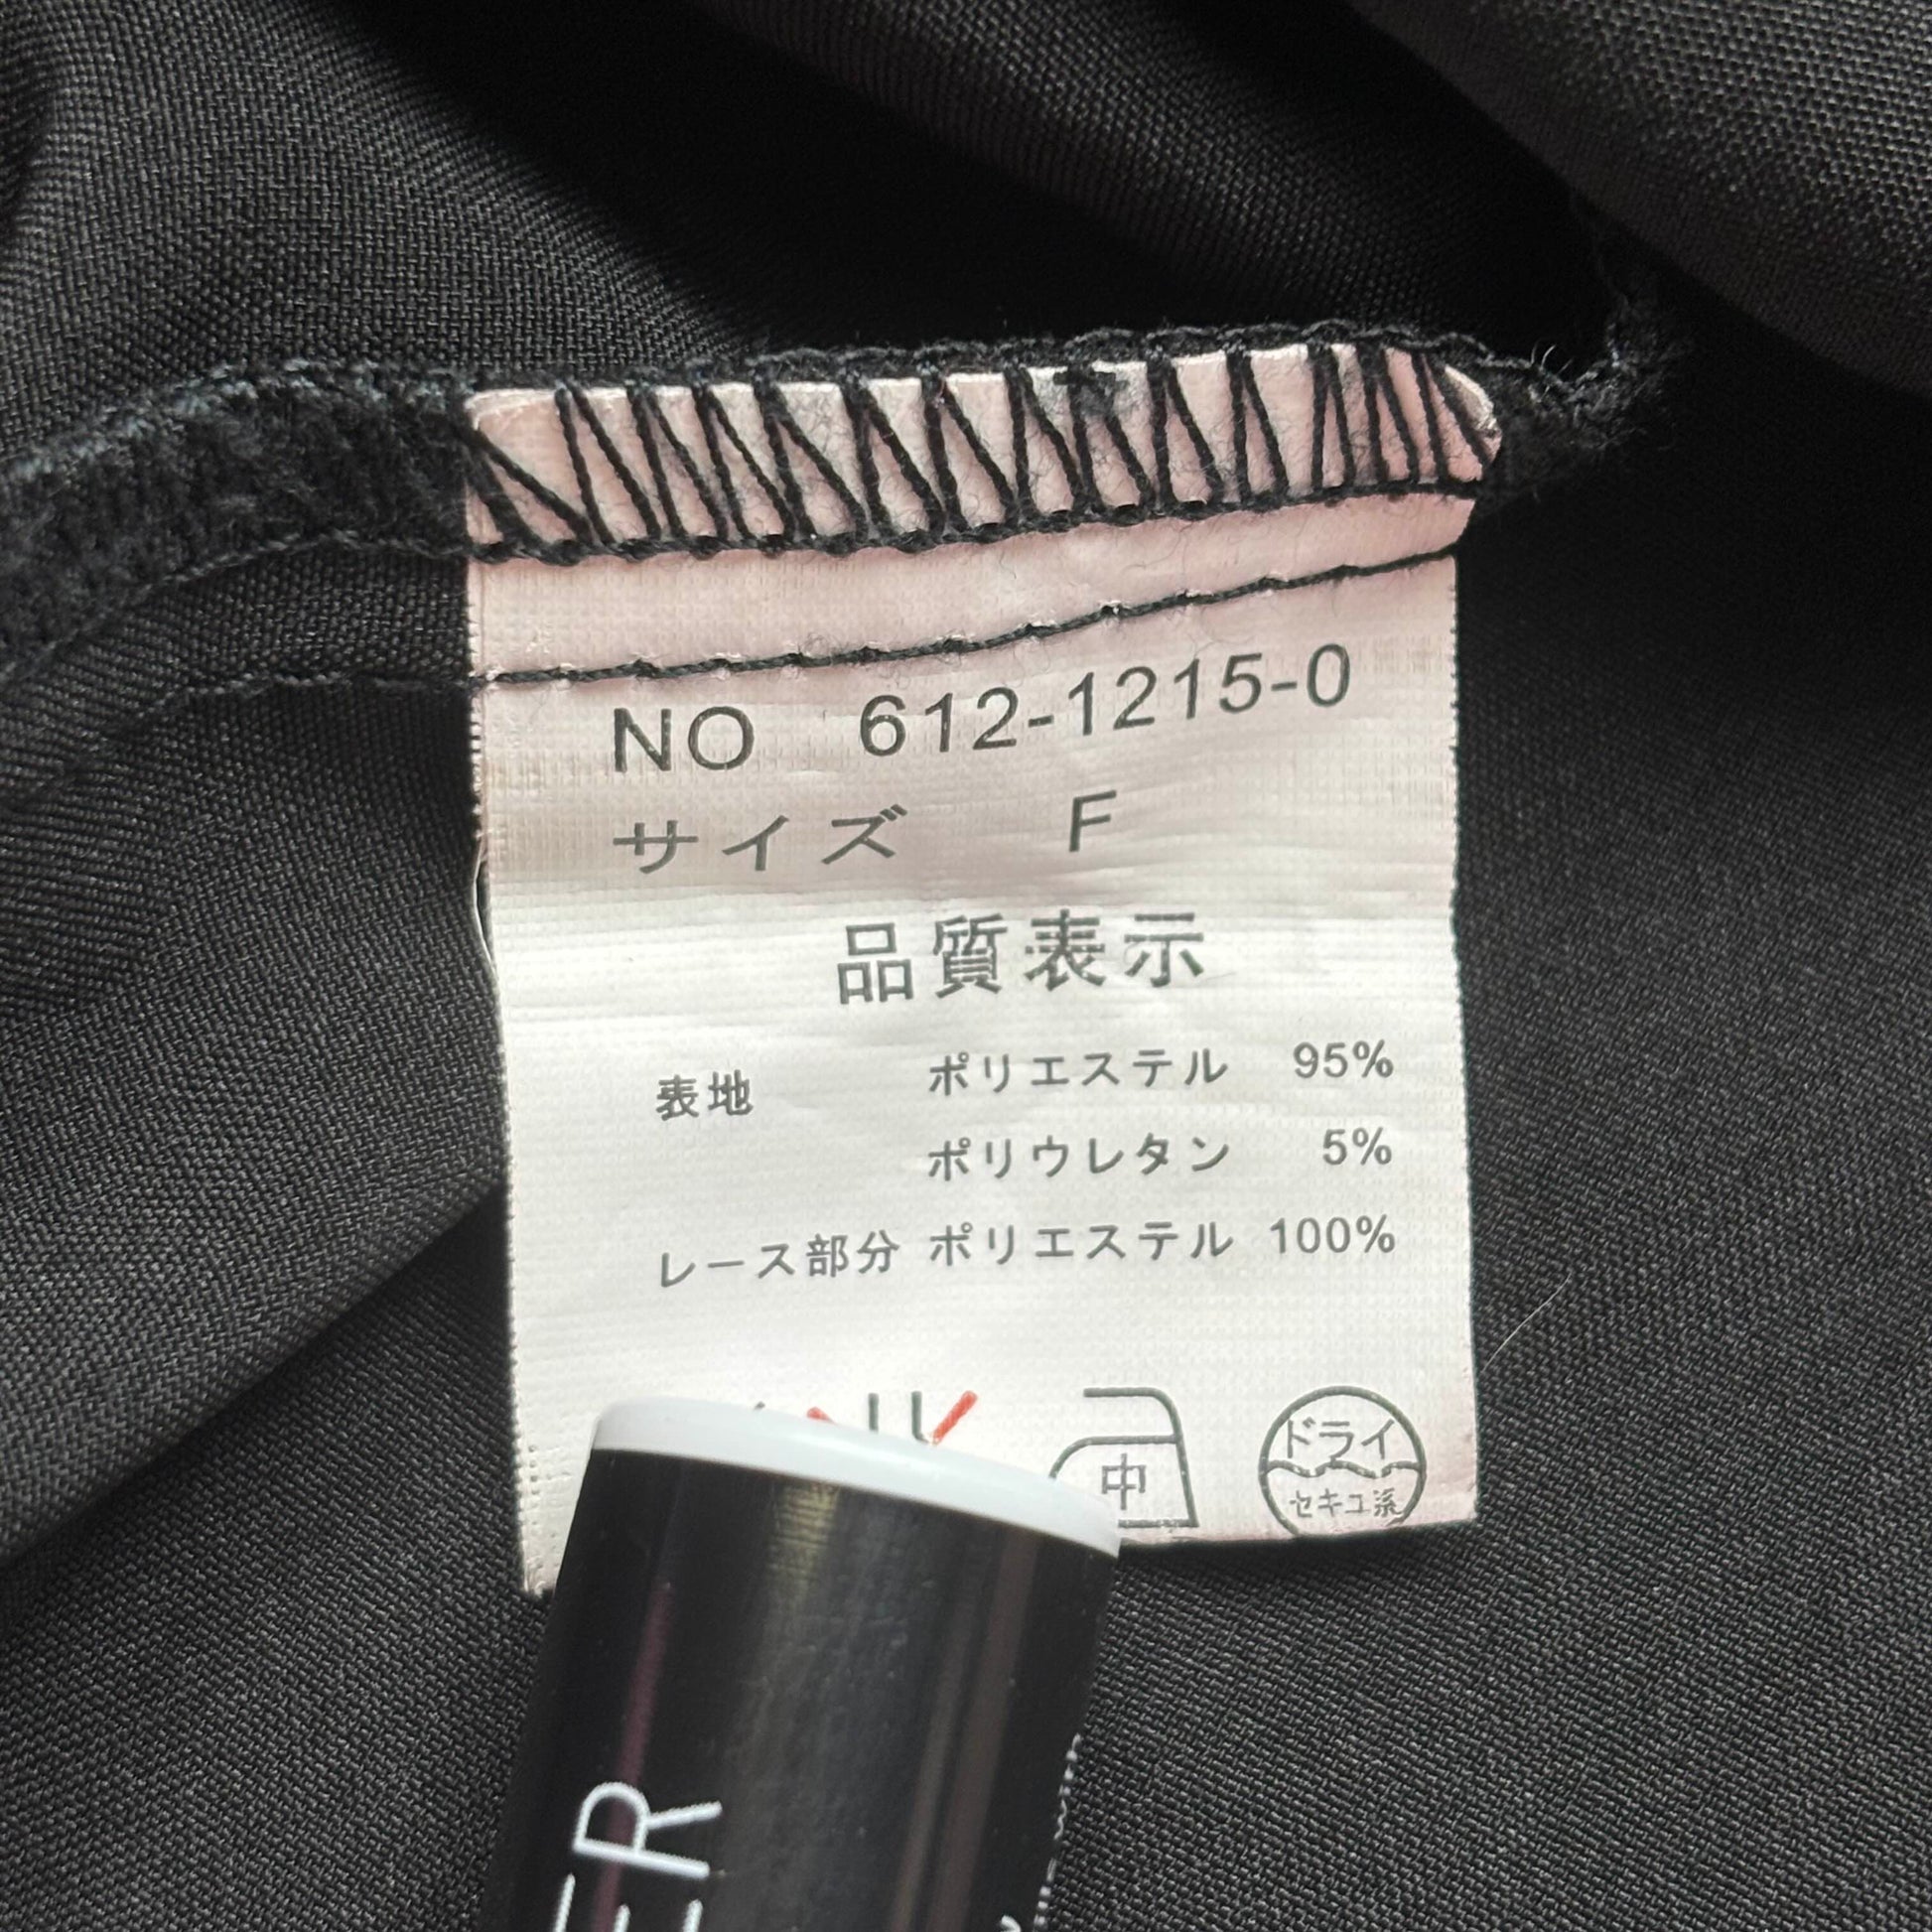 NO 612-1215-0
サイズ F
品質表示
表地 ポリエステル 95%
ポリウレタン 5%
レース部分 ポリエステル 100%
中
ドライ
セキユ系
ER